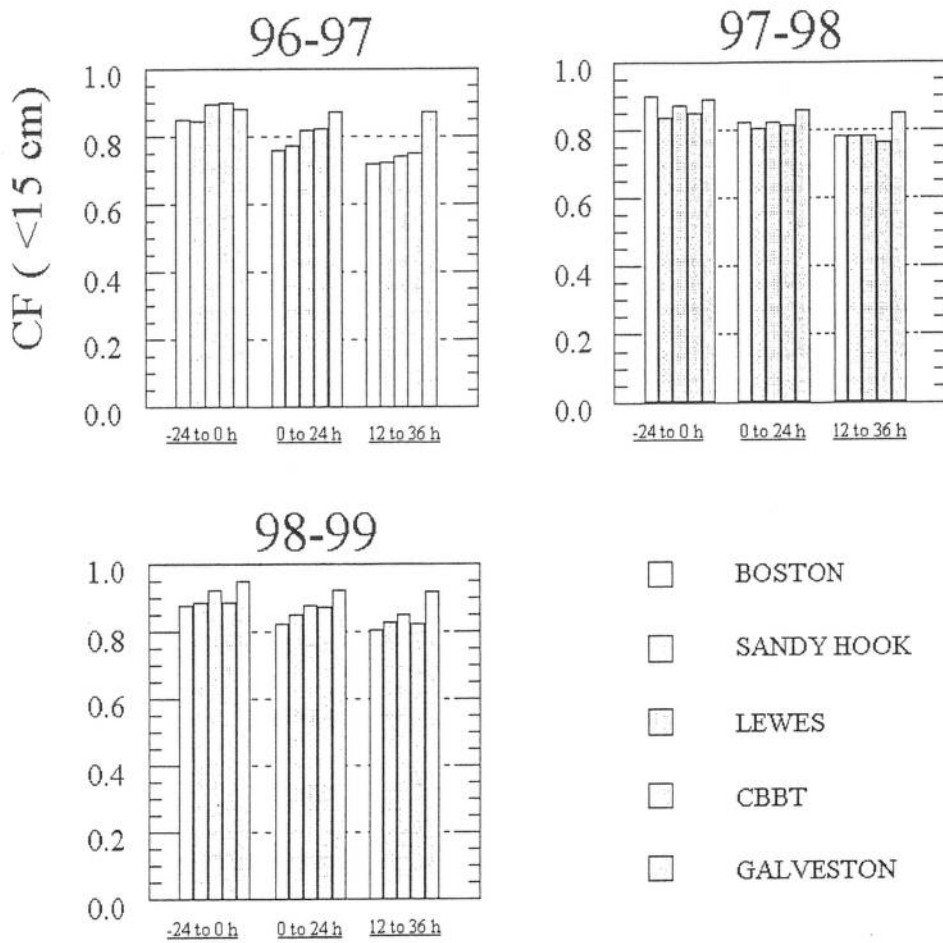 96-97
CF ( <15 cm)
1.0
0.8
0.6
0.4
0.2
0.0
-24 to 0 h
0 to 24 h
12 to 36 h
97-98
1.0
0.8
0.6
0.4
0.2
0.0
-24 to 0 h
0 to 24 h
12 to 36 h
98-99
1.0
0.8
0.6
0.4
0.2
0.0
-24 to 0 h
0 to 24 h
12 to 36 h
BOSTON
SANDY HOOK
LEWES
CBBT
GALVESTON